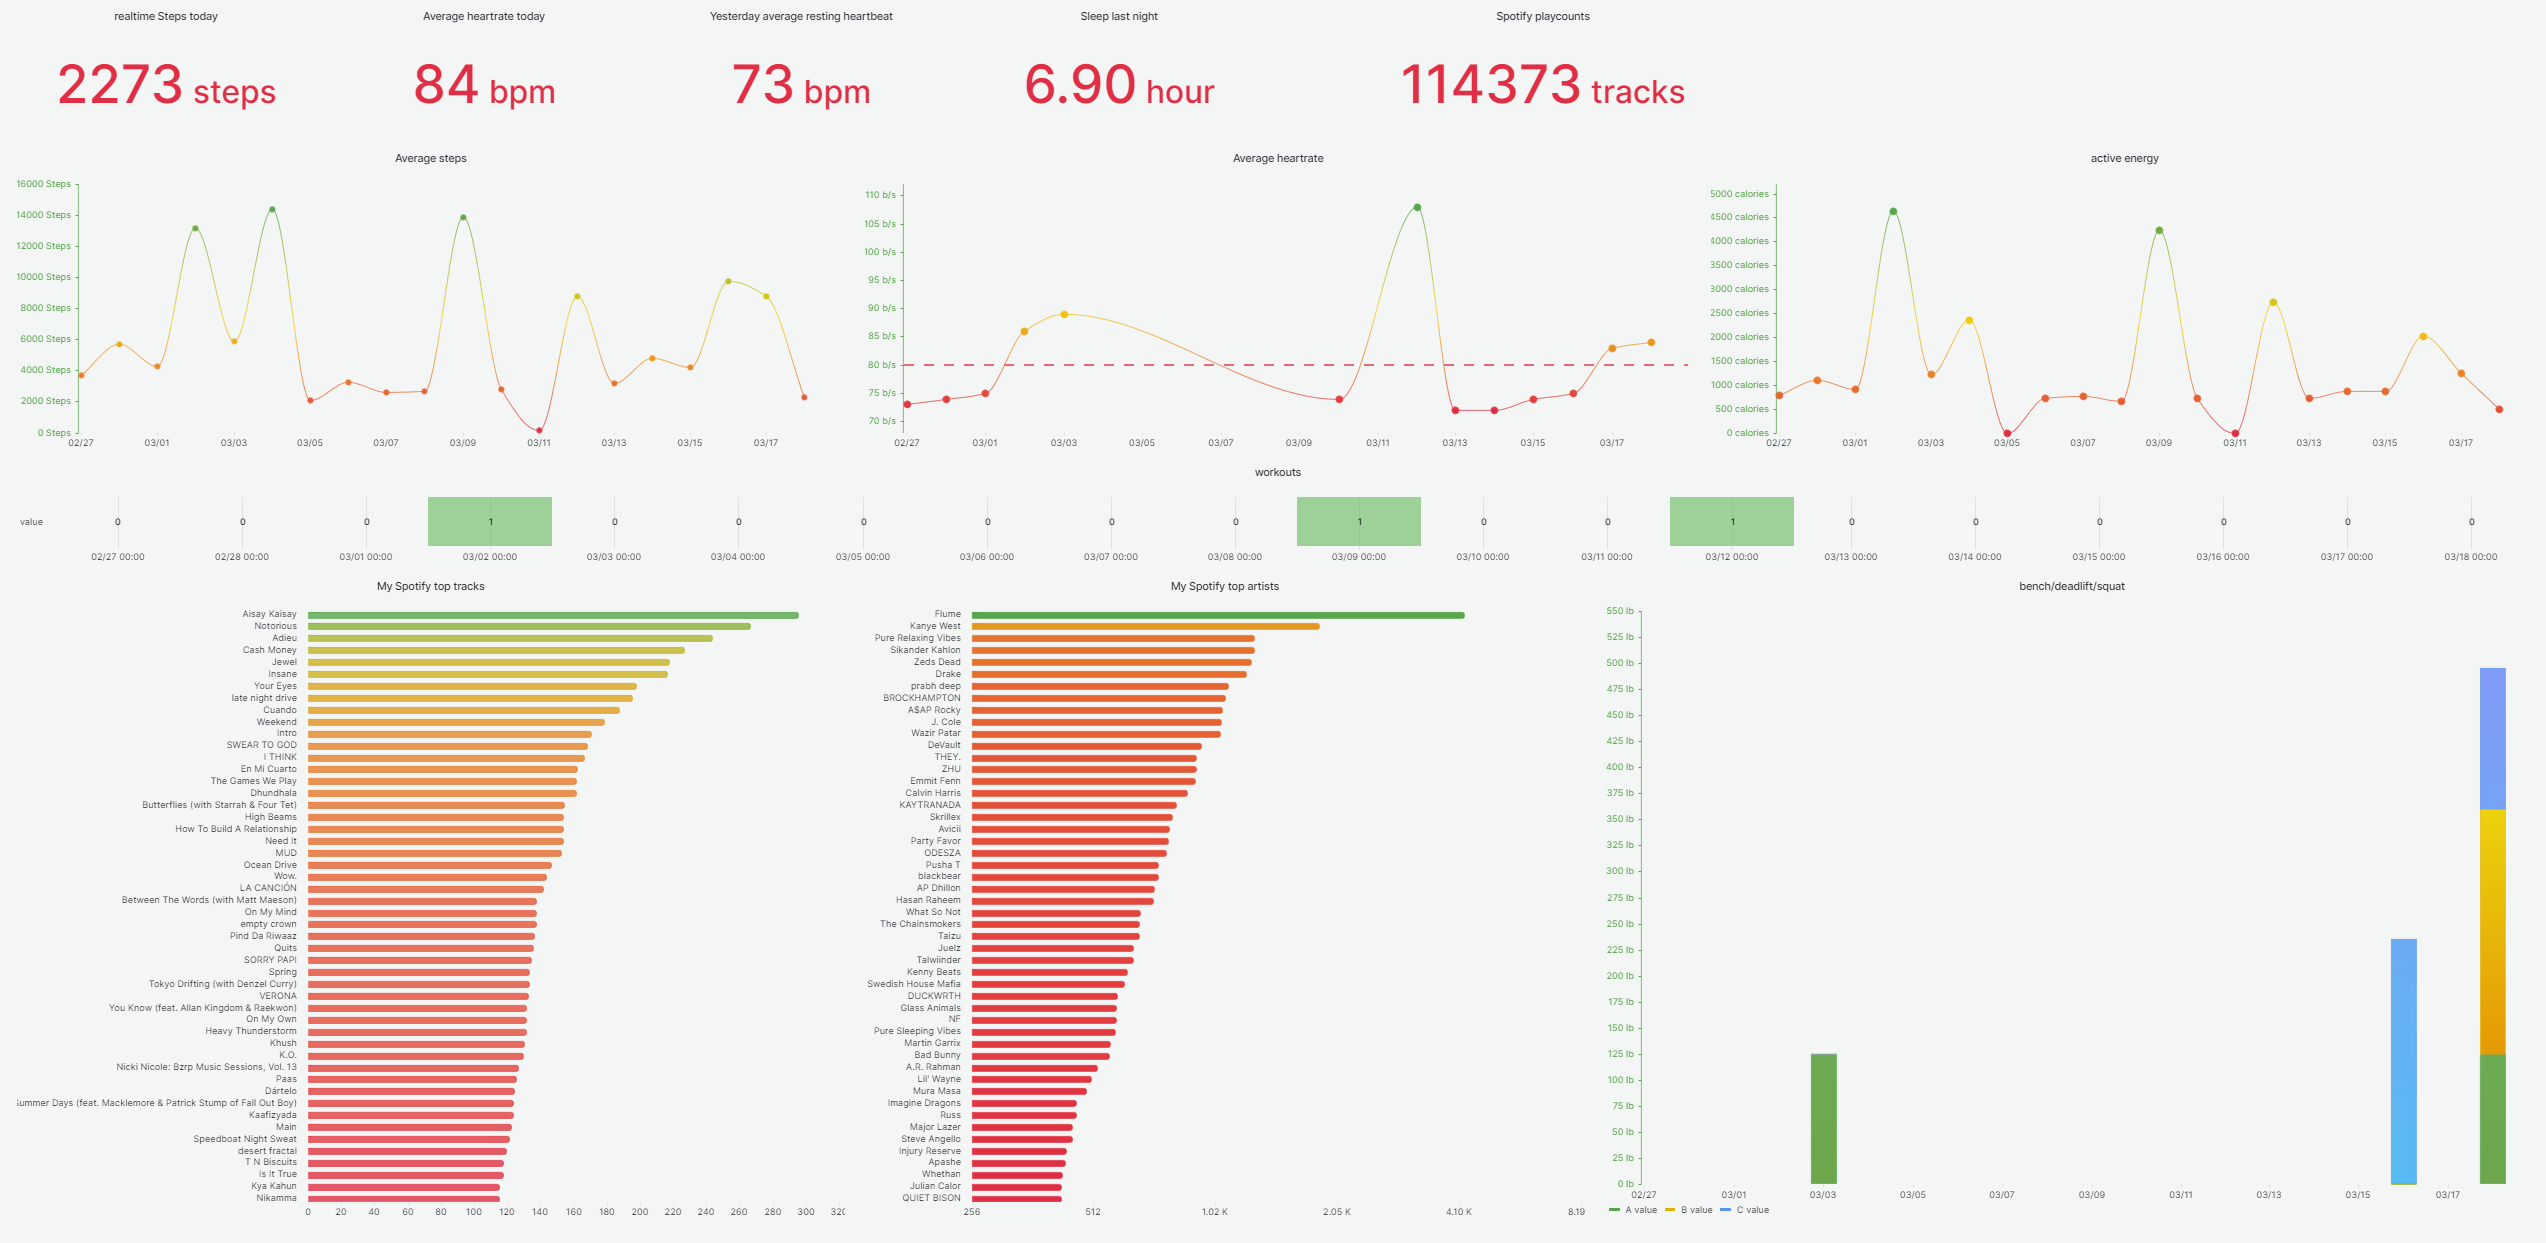 realtime Steps today
2273 steps
Average heartrate today
84 bpm
Yesterday average resting heartbeat
73 bpm
Sleep last night
6.90 hour
Spotify playcounts
114373 tracks
Average steps
16000 Steps
14000 Steps
12000 Steps
10000 Steps
8000 Steps
6000 Steps
4000 Steps
2000 Steps
0 Steps
02/27 03/01 03/03 03/05 03/07 03/09 03/11 03/13 03/15 03/17
Average heartrate
110 b/s
105 b/s
100 b/s
95 b/s
90 b/s
85 b/s
80 b/s
75 b/s
70 b/s
02/27 03/01 03/03 03/05 03/07 03/09 03/11 03/13 03/15 03/17
active energy
5000 calories
4500 calories
4000 calories
3500 calories
3000 calories
2500 calories
2000 calories
1500 calories
1000 calories
500 calories
0 calories
02/27 03/01 03/03 03/05 03/07 03/09 03/11 03/13 03/15 03/17
workouts
value 0 0 0 1 0 0 0 0 0 0 1 0 0 1 0 0 0 0 0 0
02/27 00:00 02/28 00:00 03/01 00:00 03/02 00:00 03/03 00:00 03/04 00:00 03/05 00:00 03/06 00:00 03/07 00:00 03/08 00:00 03/09 00:00 03/10 00:00 03/11 00:00 03/12 00:00 03/13 00:00 03/14 00:00 03/15 00:00 03/16 00:00 03/17 00:00 03/18 00:00
My Spotify top tracks
Aisay Kaisay
Notorious
Adieu
Cash Money
Jewel
Insane
Your Eyes
late night drive
Cuando
Weekend
Intro
SWEAR TO GOD
I THINK
En Mi Cuarto
The Games We Play
Dhundhala
Butterflies (with Starrah & Four Tet)
High Beams
How To Build A Relationship
Need It
MUD
Ocean Drive
Wow.
LA CANCIÓN
Between The Words (with Matt Maeson)
On My Mind
empty crown
Pind Da Riwaaz
Quits
SORRY PAPI
Spring
Tokyo Drifting (with Denzel Curry)
VERONA
You Know (feat. Allan Kingdom & Raekwon)
On My Own
Heavy Thunderstorm
Khush
K.O.
Nicki Nicole: Bzrp Music Sessions, Vol. 13
Paas
Dártelo
Summer Days (feat. Macklemore & Patrick Stump of Fall Out Boy)
Kaafizyada
Main
Speedboat Night Sweat
desert fractal
T N Biscuits
Is It True
Kya Kahun
Nikamma
0 20 40 60 80 100 120 140 160 180 200 220 240 260 280 300 320
My Spotify top artists
Flume
Kanye West
Pure Relaxing Vibes
Sikander Kahlon
Zeds Dead
Drake
prabh deep
BROCKHAMPTON
A$AP Rocky
J. Cole
Wazir Patar
DeVault
THEY.
ZHU
Emmit Fenn
Calvin Harris
KAYTRANADA
Skrillex
Avicii
Party Favor
ODESZA
Pusha T
blackbear
AP Dhillon
Hasan Raheem
What So Not
The Chainsmokers
Taizu
Juelz
Talwiinder
Kenny Beats
Swedish House Mafia
DUCKWRTH
Glass Animals
NF
Pure Sleeping Vibes
Martin Garrix
Bad Bunny
A.R. Rahman
Lil' Wayne
Mura Masa
Imagine Dragons
Russ
Major Lazer
Steve Angello
Injury Reserve
Apashe
Whethan
Julian Calor
QUIET BISON
256 512 1.02 K 2.05 K 4.10 K 8.19
bench/deadlift/squat
550 lb
525 lb
500 lb
475 lb
450 lb
425 lb
400 lb
375 lb
350 lb
325 lb
300 lb
275 lb
250 lb
225 lb
200 lb
175 lb
150 lb
125 lb
100 lb
75 lb
50 lb
25 lb
0 lb
02/27 03/01 03/03 03/05 03/07 03/09 03/11 03/13 03/15 03/17
A value B value C value